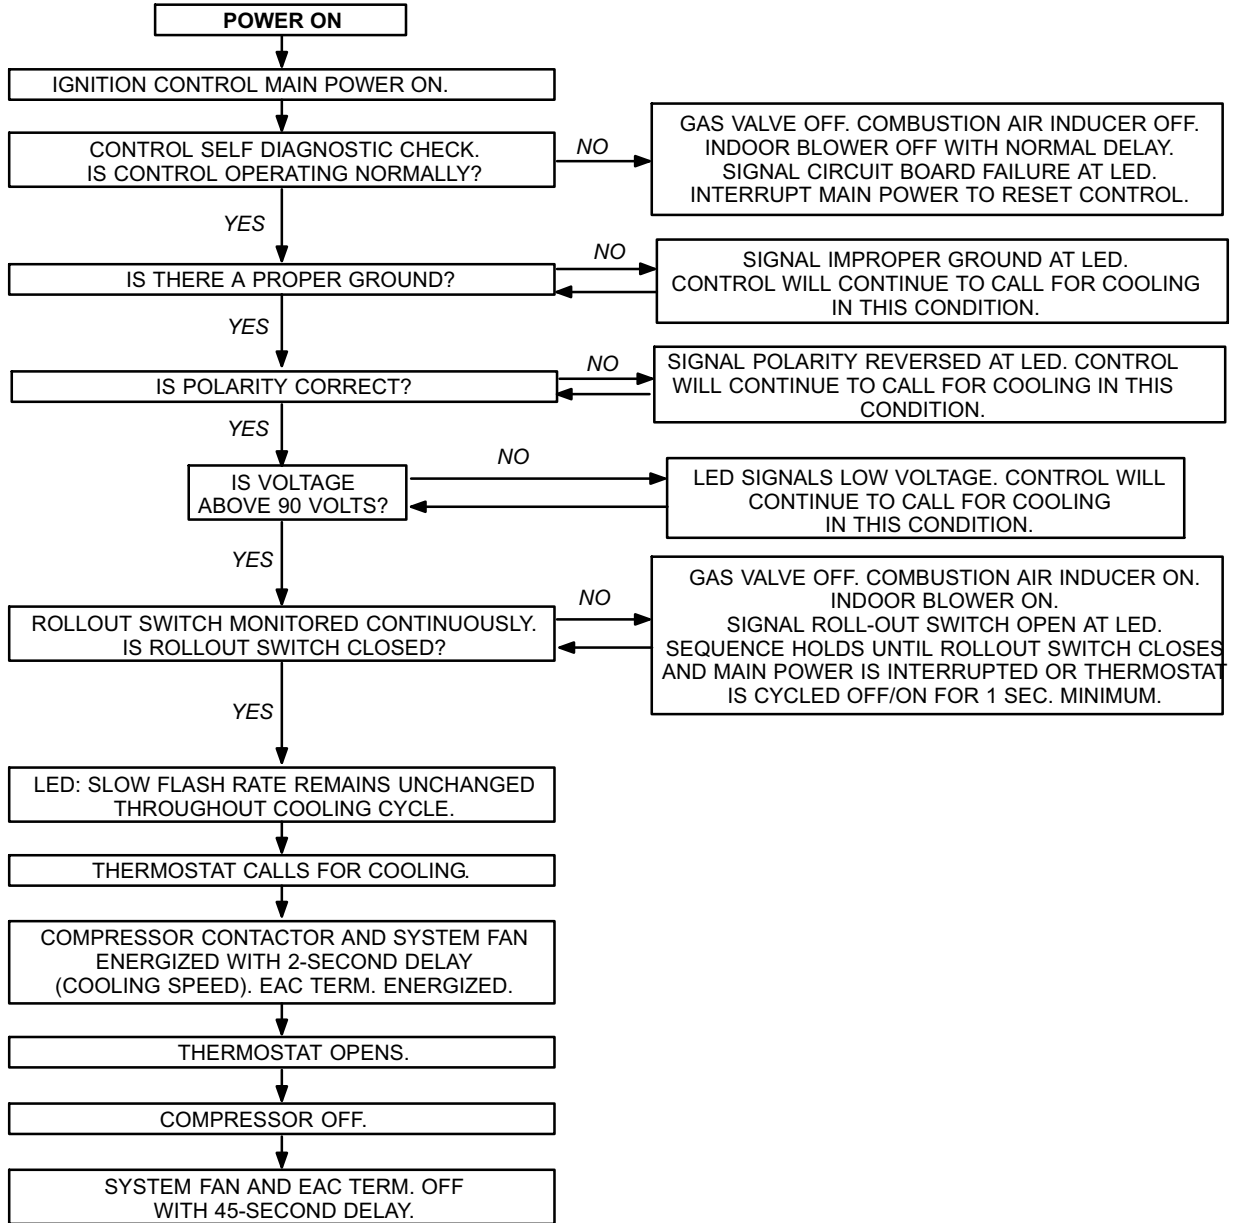 POWER ON
IGNITION CONTROL MAIN POWER ON.
CONTROL SELF DIAGNOSTIC CHECK.
IS CONTROL OPERATING NORMALLY?
NO
GAS VALVE OFF. COMBUSTION AIR INDUCER OFF.
INDOOR BLOWER OFF WITH NORMAL DELAY.
SIGNAL CIRCUIT BOARD FAILURE AT LED.
INTERRUPT MAIN POWER TO RESET CONTROL.
YES
IS THERE A PROPER GROUND?
NO
SIGNAL IMPROPER GROUND AT LED.
CONTROL WILL CONTINUE TO CALL FOR COOLING
IN THIS CONDITION.
YES
IS POLARITY CORRECT?
NO
SIGNAL POLARITY REVERSED AT LED. CONTROL
WILL CONTINUE TO CALL FOR COOLING IN THIS
CONDITION.
YES
IS VOLTAGE
ABOVE 90 VOLTS?
NO
LED SIGNALS LOW VOLTAGE. CONTROL WILL
CONTINUE TO CALL FOR COOLING
IN THIS CONDITION.
YES
ROLLOUT SWITCH MONITORED CONTINUOUSLY.
IS ROLLOUT SWITCH CLOSED?
NO
GAS VALVE OFF. COMBUSTION AIR INDUCER ON.
INDOOR BLOWER ON.
SIGNAL ROLL-OUT SWITCH OPEN AT LED.
SEQUENCE HOLDS UNTIL ROLLOUT SWITCH CLOSES
AND MAIN POWER IS INTERRUPTED OR THERMOSTAT
IS CYCLED OFF/ON FOR 1 SEC. MINIMUM.
YES
LED: SLOW FLASH RATE REMAINS UNCHANGED
THROUGHOUT COOLING CYCLE.
THERMOSTAT CALLS FOR COOLING.
COMPRESSOR CONTACTOR AND SYSTEM FAN
ENERGIZED WITH 2-SECOND DELAY
(COOLING SPEED). EAC TERM. ENERGIZED.
THERMOSTAT OPENS.
COMPRESSOR OFF.
SYSTEM FAN AND EAC TERM. OFF
WITH 45-SECOND DELAY.